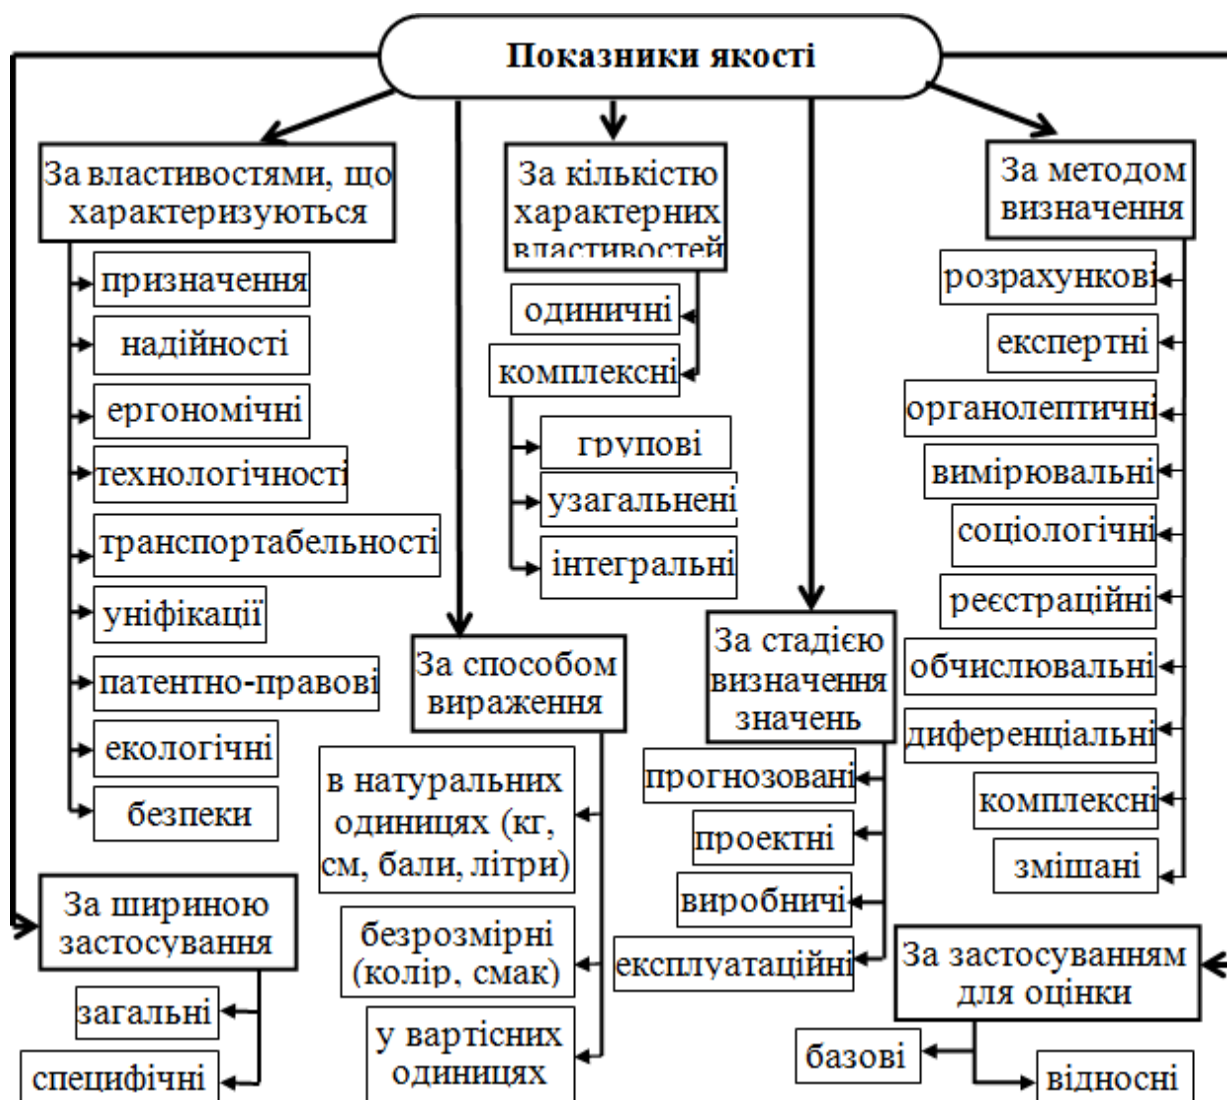 Показники якості
За властивостями, що
характеризуються
призначення
надійності
ергономічні
технологічності
транспортабельності
уніфікації
патентно-правові
екологічні
безпеки
За шириною
застосування
загальні
специфічні
За способом
вираження
в натуральних
одиницях (кг,
см, бали, літри)
безрозмірні
(колір, смак)
у вартісних
одиницях
За кількістю
характерних
властивостей
одиничні
комплексні
групові
узагальнені
інтегральні
За стадією
визначення
значень
прогнозовані
проектні
виробничі
експлуатаційні
За методом
визначення
розрахункові
експертні
органолептичні
вимірювальні
соціологічні
реєстраційні
обчислювальні
диференціальні
комплексні
змішані
За застосуванням
для оцінки
базові
відносні